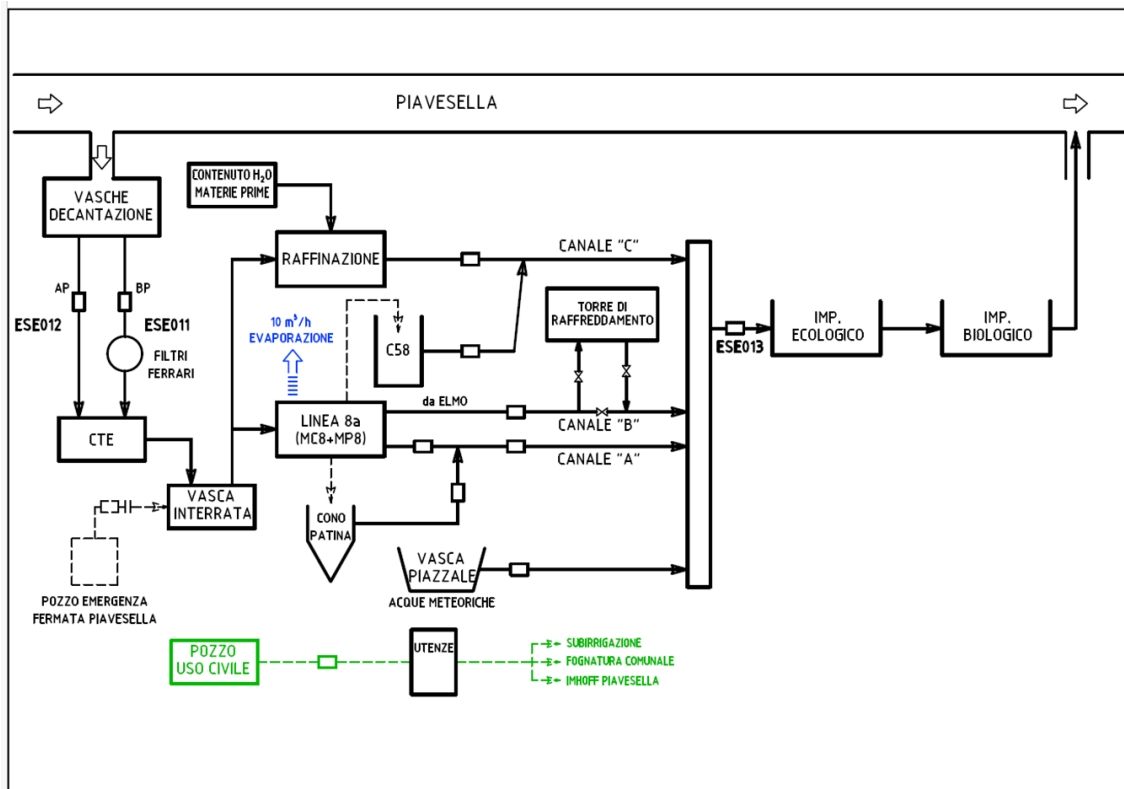 PIAVESELLA
VASCHE
DECANTAZIONE
CONTENUTO H₂O
MATERIE PRIME
RAFFINAZIONE
CANALE "C"
AP
BP
ESE012
ESE011
FILTRI
FERRARI
10 m³/h
EVAPORAZIONE
C58
TORRE DI
RAFFREDDAMENTO
ESE013
IMP.
ECOLOGICO
IMP.
BIOLOGICO
CTE
LINEA 8a
(MC8+MP8)
da ELMO
CANALE "B"
CANALE "A"
VASCA
INTERRATA
CONO
PATINA
VASCA
PIAZZALE
ACQUE METEORICHE
POZZO EMERGENZA
FERMATA PIAVESELLA
POZZO
USO CIVILE
UTENZE
SUBIRRIGAZIONE
FOGNATURA COMUNALE
IMHOFF PIAVESELLA